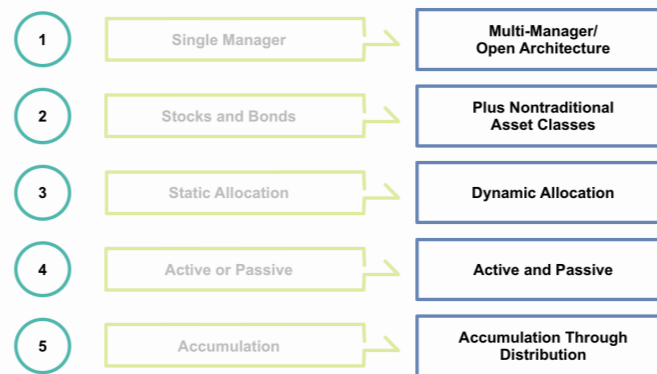 1
Single Manager
Multi-Manager/
Open Architecture
2
Stocks and Bonds
Plus Nontraditional
Asset Classes
3
Static Allocation
Dynamic Allocation
4
Active or Passive
Active and Passive
5
Accumulation
Accumulation Through
Distribution